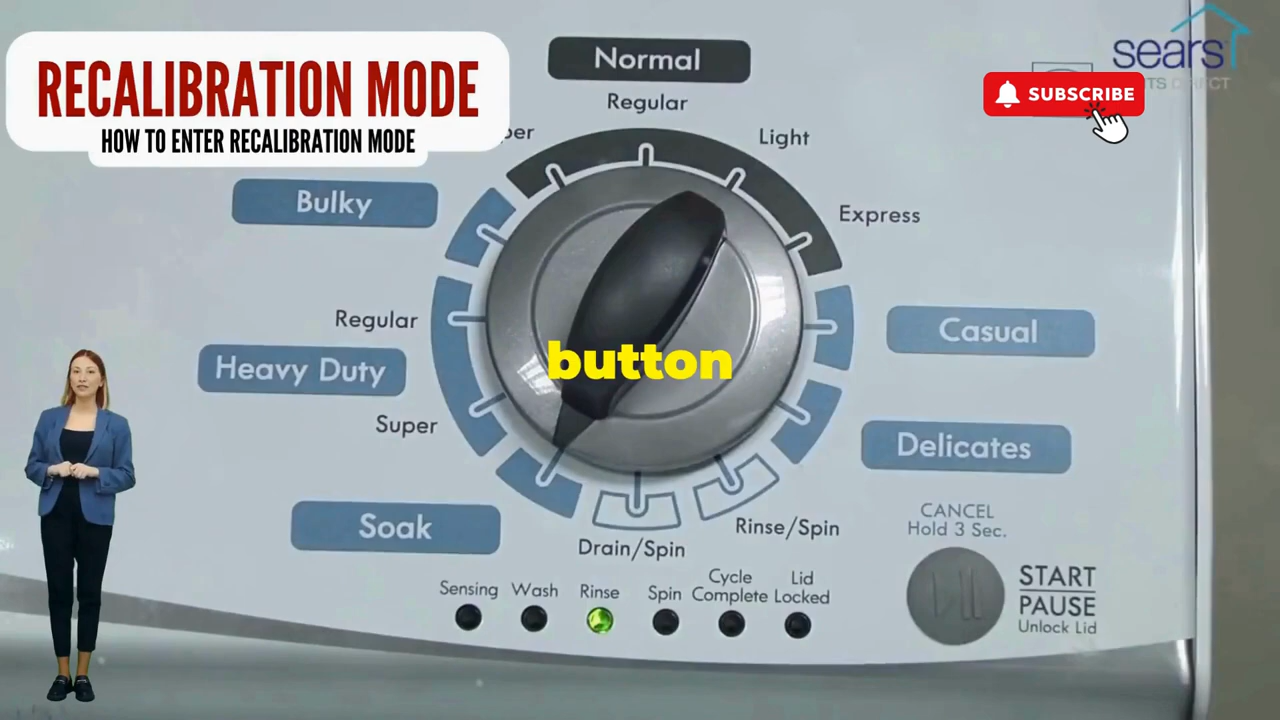 RECALIBRATION MODE
HOW TO ENTER RECALIBRATION MODE
sears
SUBSCRIBE
Normal
Regular
Light
Express
Bulky
Regular
Heavy Duty
Super
Casual
Delicates
button
Soak
Drain/Spin
Rinse/Spin
CANCEL
Hold 3 Sec.
Sensing
Wash
Rinse
Spin
Cycle
Complete
Lid
Locked
START
PAUSE
Unlock Lid